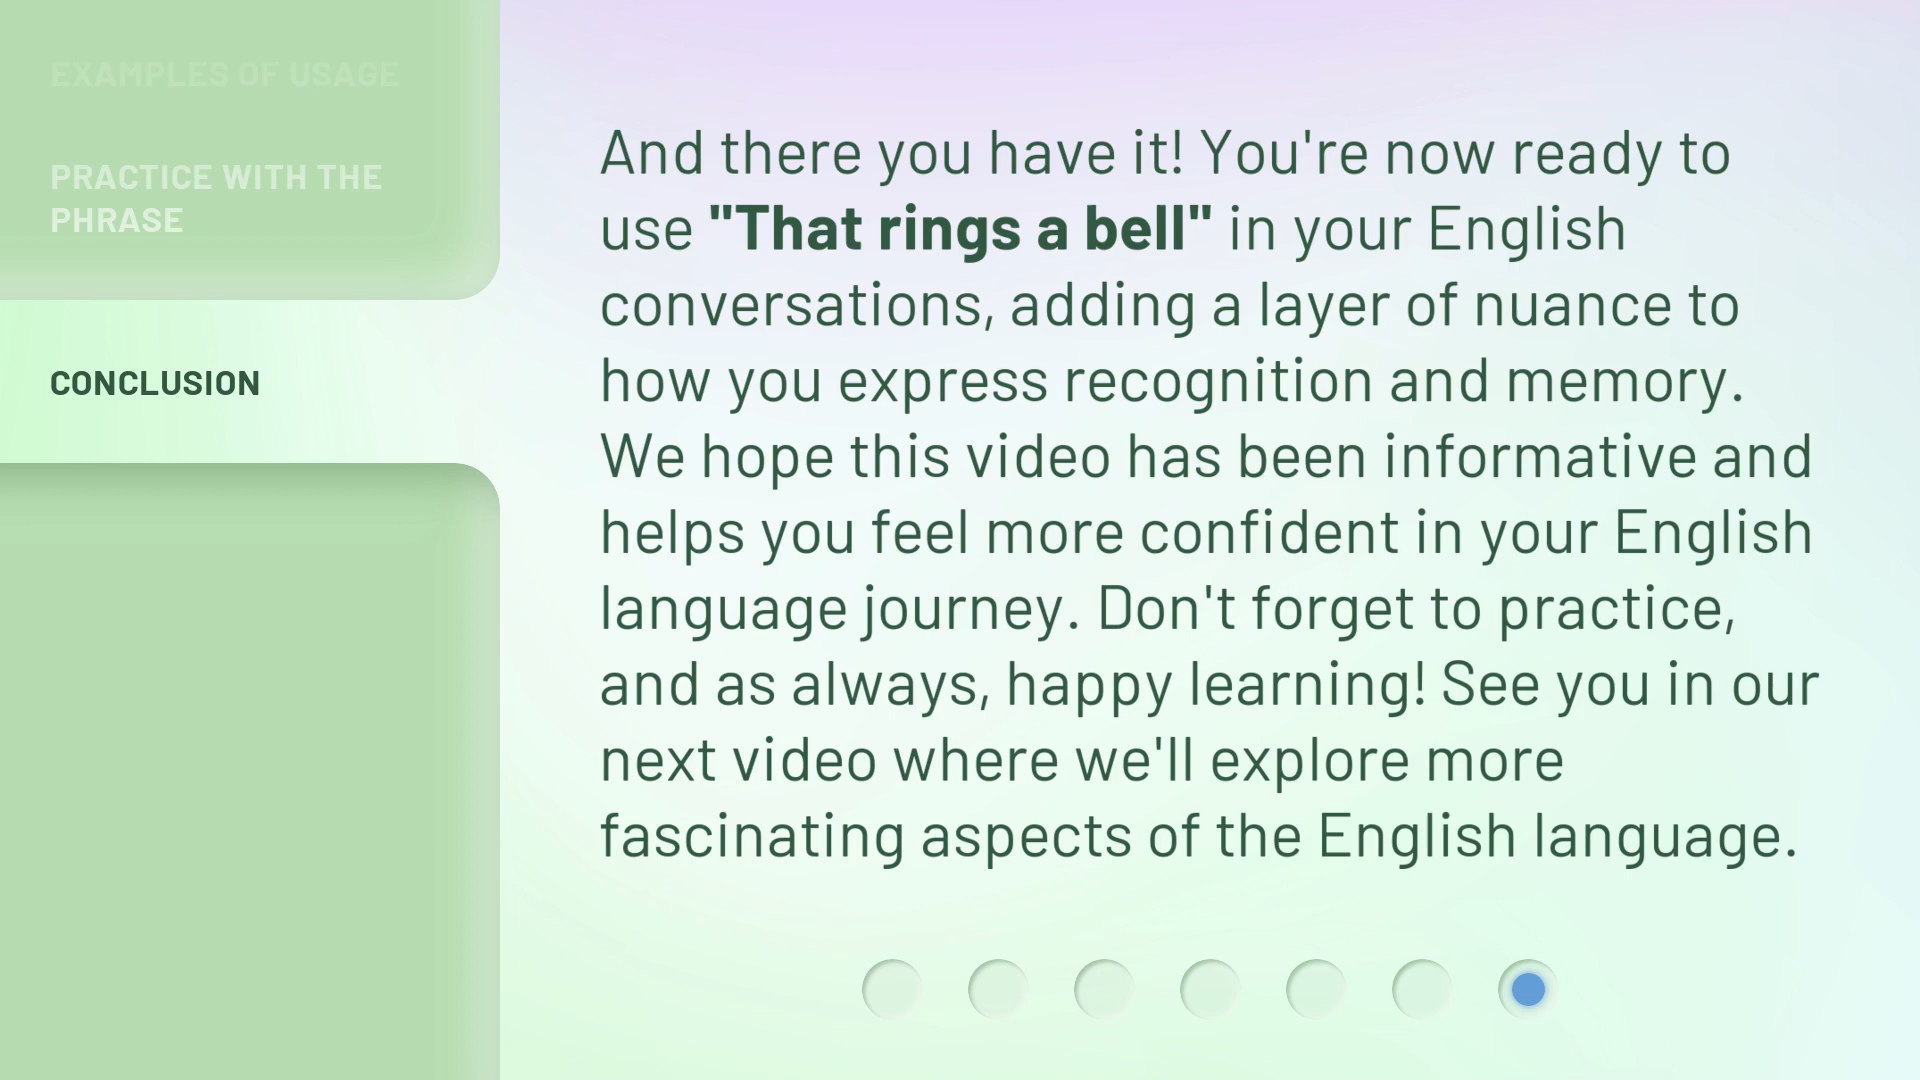 EXAMPLES OF USAGE
PRACTICE WITH THE
PHRASE
CONCLUSION
And there you have it! You're now ready to
use "That rings a bell" in your English
conversations, adding a layer of nuance to
how you express recognition and memory.
We hope this video has been informative and
helps you feel more confident in your English
language journey. Don't forget to practice,
and as always, happy learning! See you in our
next video where we'll explore more
fascinating aspects of the English language.